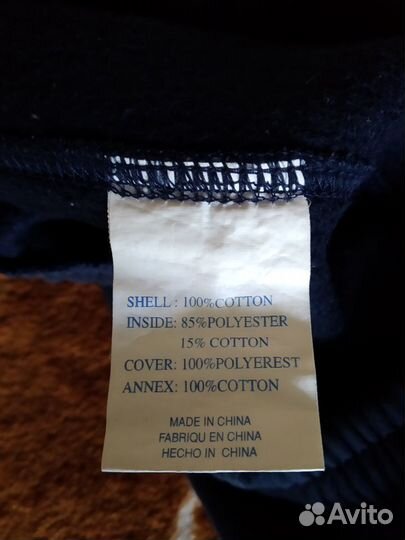 SHELL: 100%COTTON
INSIDE: 85%POLYESTER
15% COTTON
COVER: 100%POLYEREST
ANNEX: 100%COTTON
MADE IN CHINA
FABRIQU EN CHINA
HECHO IN CHINA
Avito